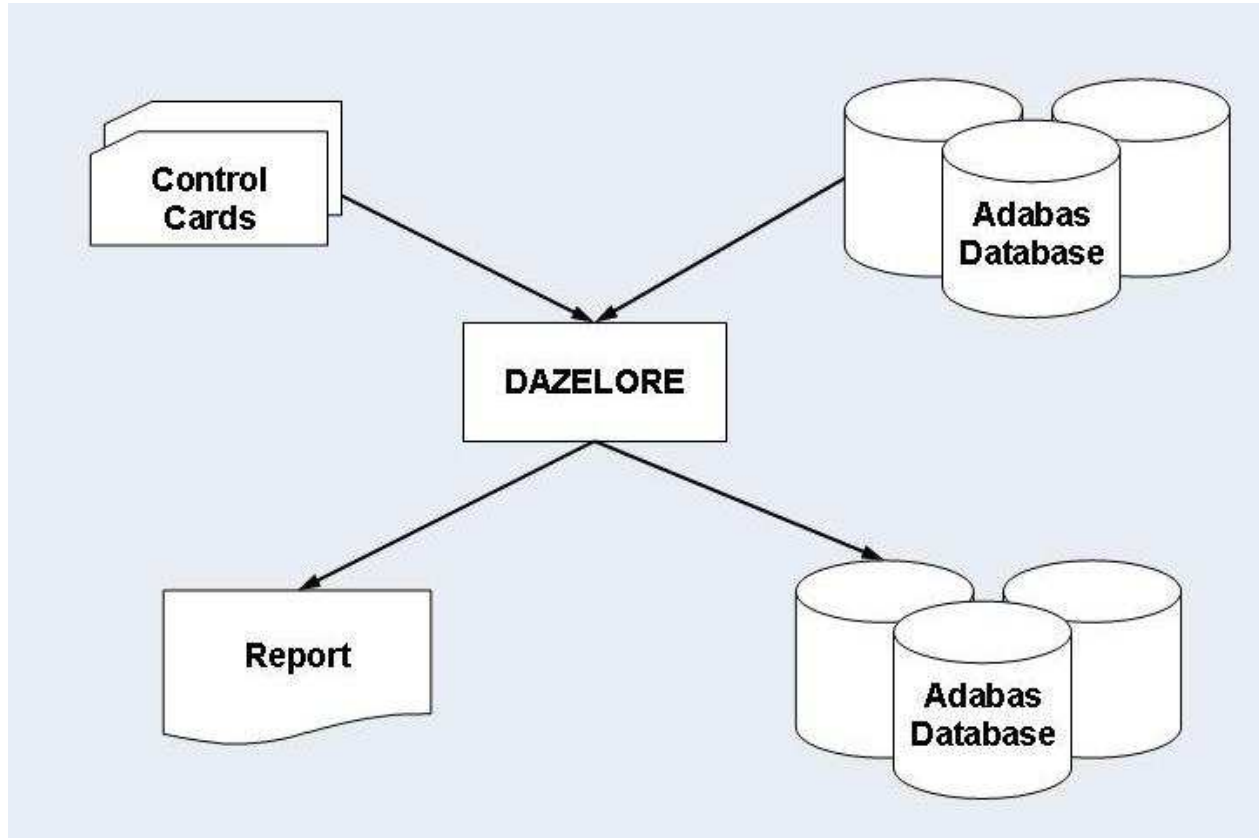 Control
Cards
Adabas
Database
DAZELORE
Report
Adabas
Database